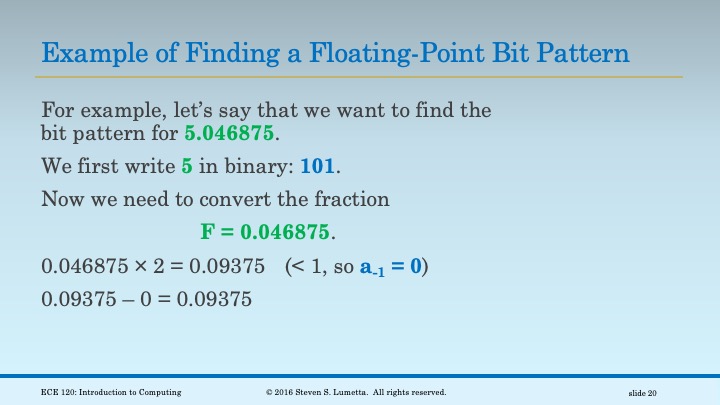 Example of Finding a Floating-Point Bit Pattern
For example, let’s say that we want to find the
bit pattern for 5.046875.
We first write 5 in binary: 101.
Now we need to convert the fraction
F = 0.046875.
0.046875 × 2 = 0.09375 (< 1, so a-1 = 0)
0.09375 – 0 = 0.09375
ECE 120: Introduction to Computing
© 2016 Steven S. Lumetta. All rights reserved.
slide 20